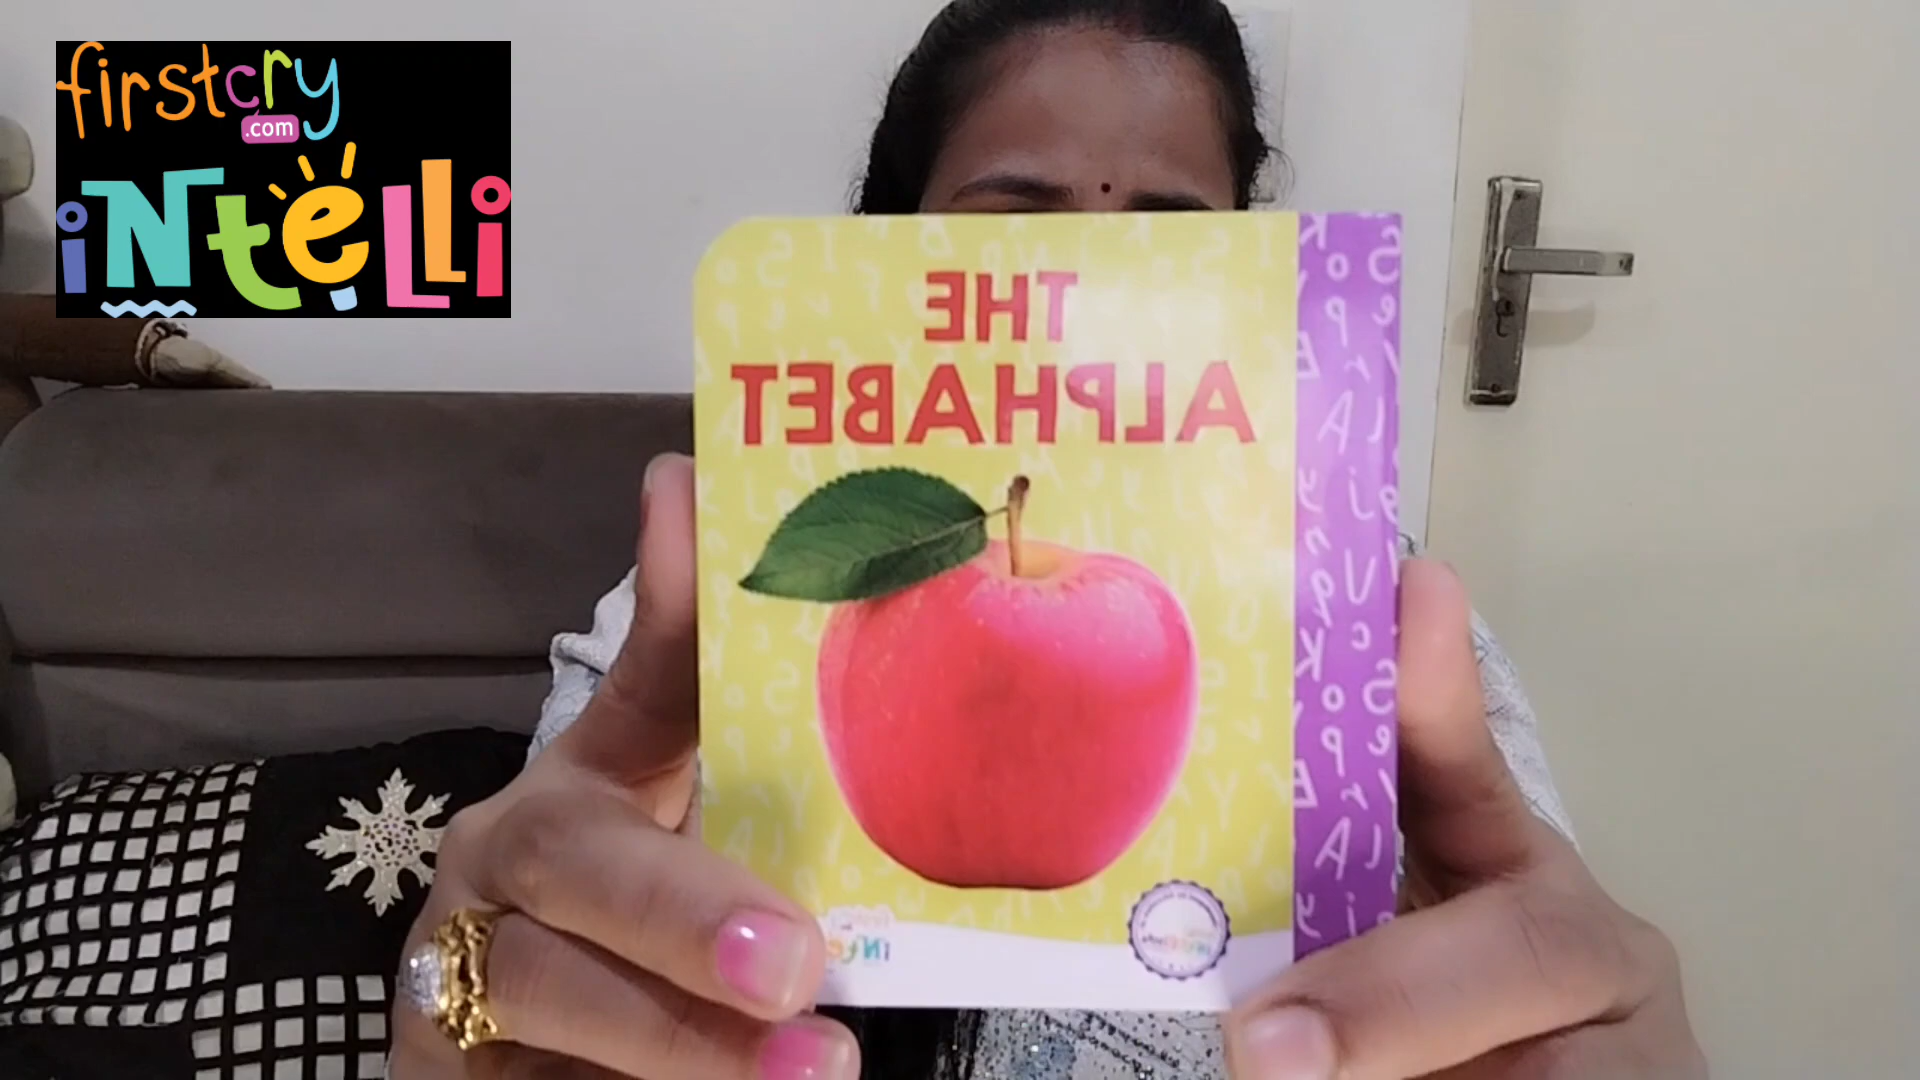 firstcry
.com
intelli
THE
ALPHABET